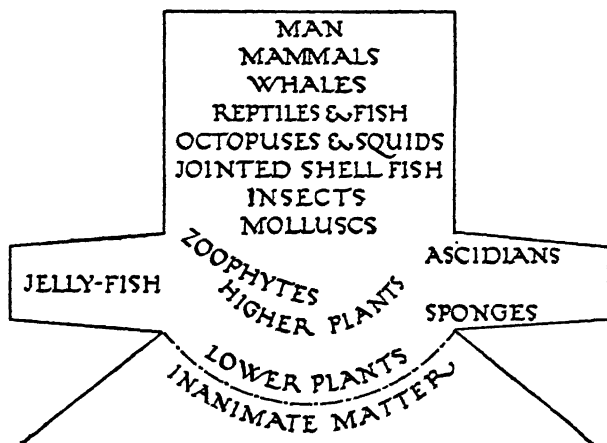 MAN
MAMMALS
WHALES
REPTILES & FISH
OCTOPUSES & SQUIDS
JOINTED SHELL FISH
INSECTS
MOLLUSCS
ZOOPHYTES
ASCIDIANS
JELLY-FISH
HIGHER PLANTS
SPONGES
LOWER PLANTS
INANIMATE MATTER